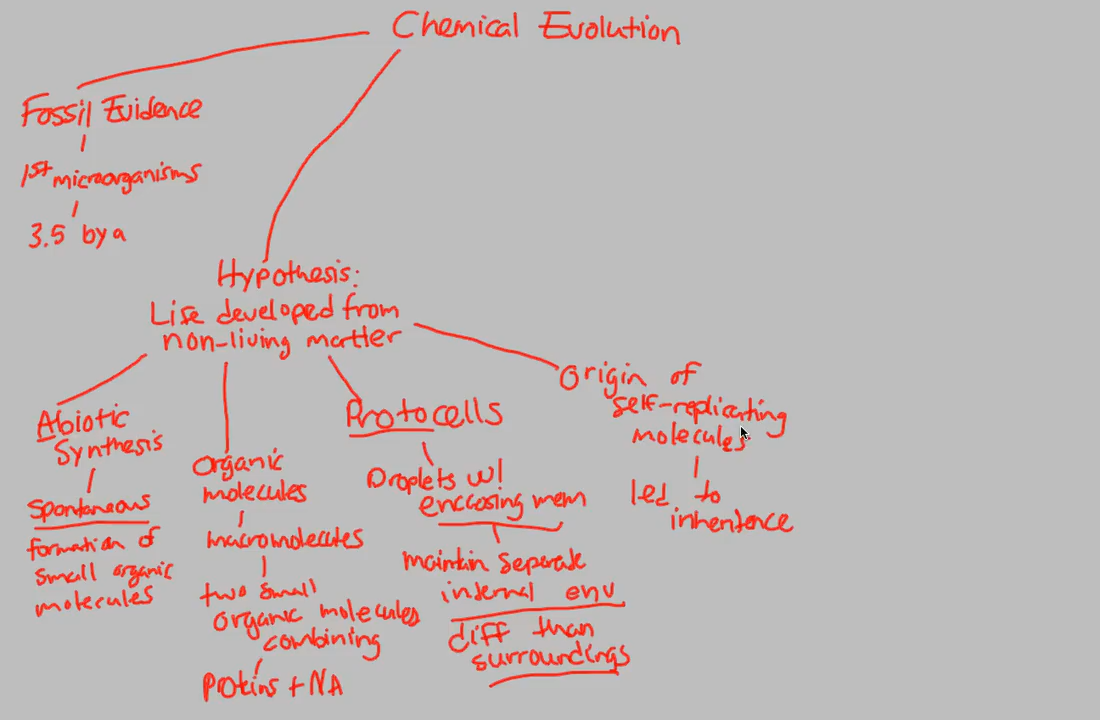 Chemical Evolution
Fossil Evidence
1st microorganisms
3.5 bya
Hypothesis:
Life developed from
non-living matter
Abiotic
Synthesis
spontaneous
formation of
small organic
molecules
Organic
molecules
macromolecules
two small
organic molecules
combining
Proteins + NA
Protocells
Droplets w/
enclosing mem
maintain separate
internal env
diff than
surroundings
Origin of
self-replicating
molecules
led to
inheritence